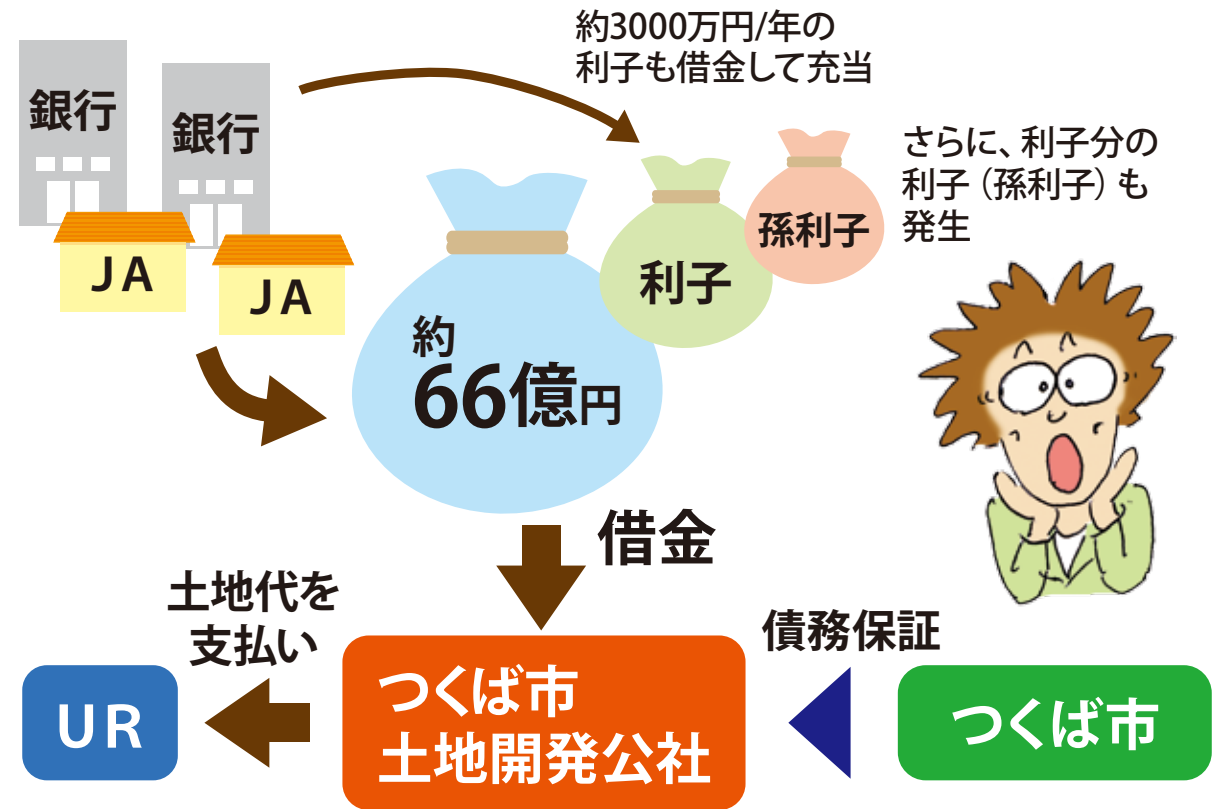 約3000万円/年の
利子も借金して充当
銀行
銀行
さらに、利子分の
利子（孫利子）も
発生
孫利子
利子
JA
JA
約
66億円
借金
土地代を
支払い
債務保証
UR
つくば市
土地開発公社
つくば市